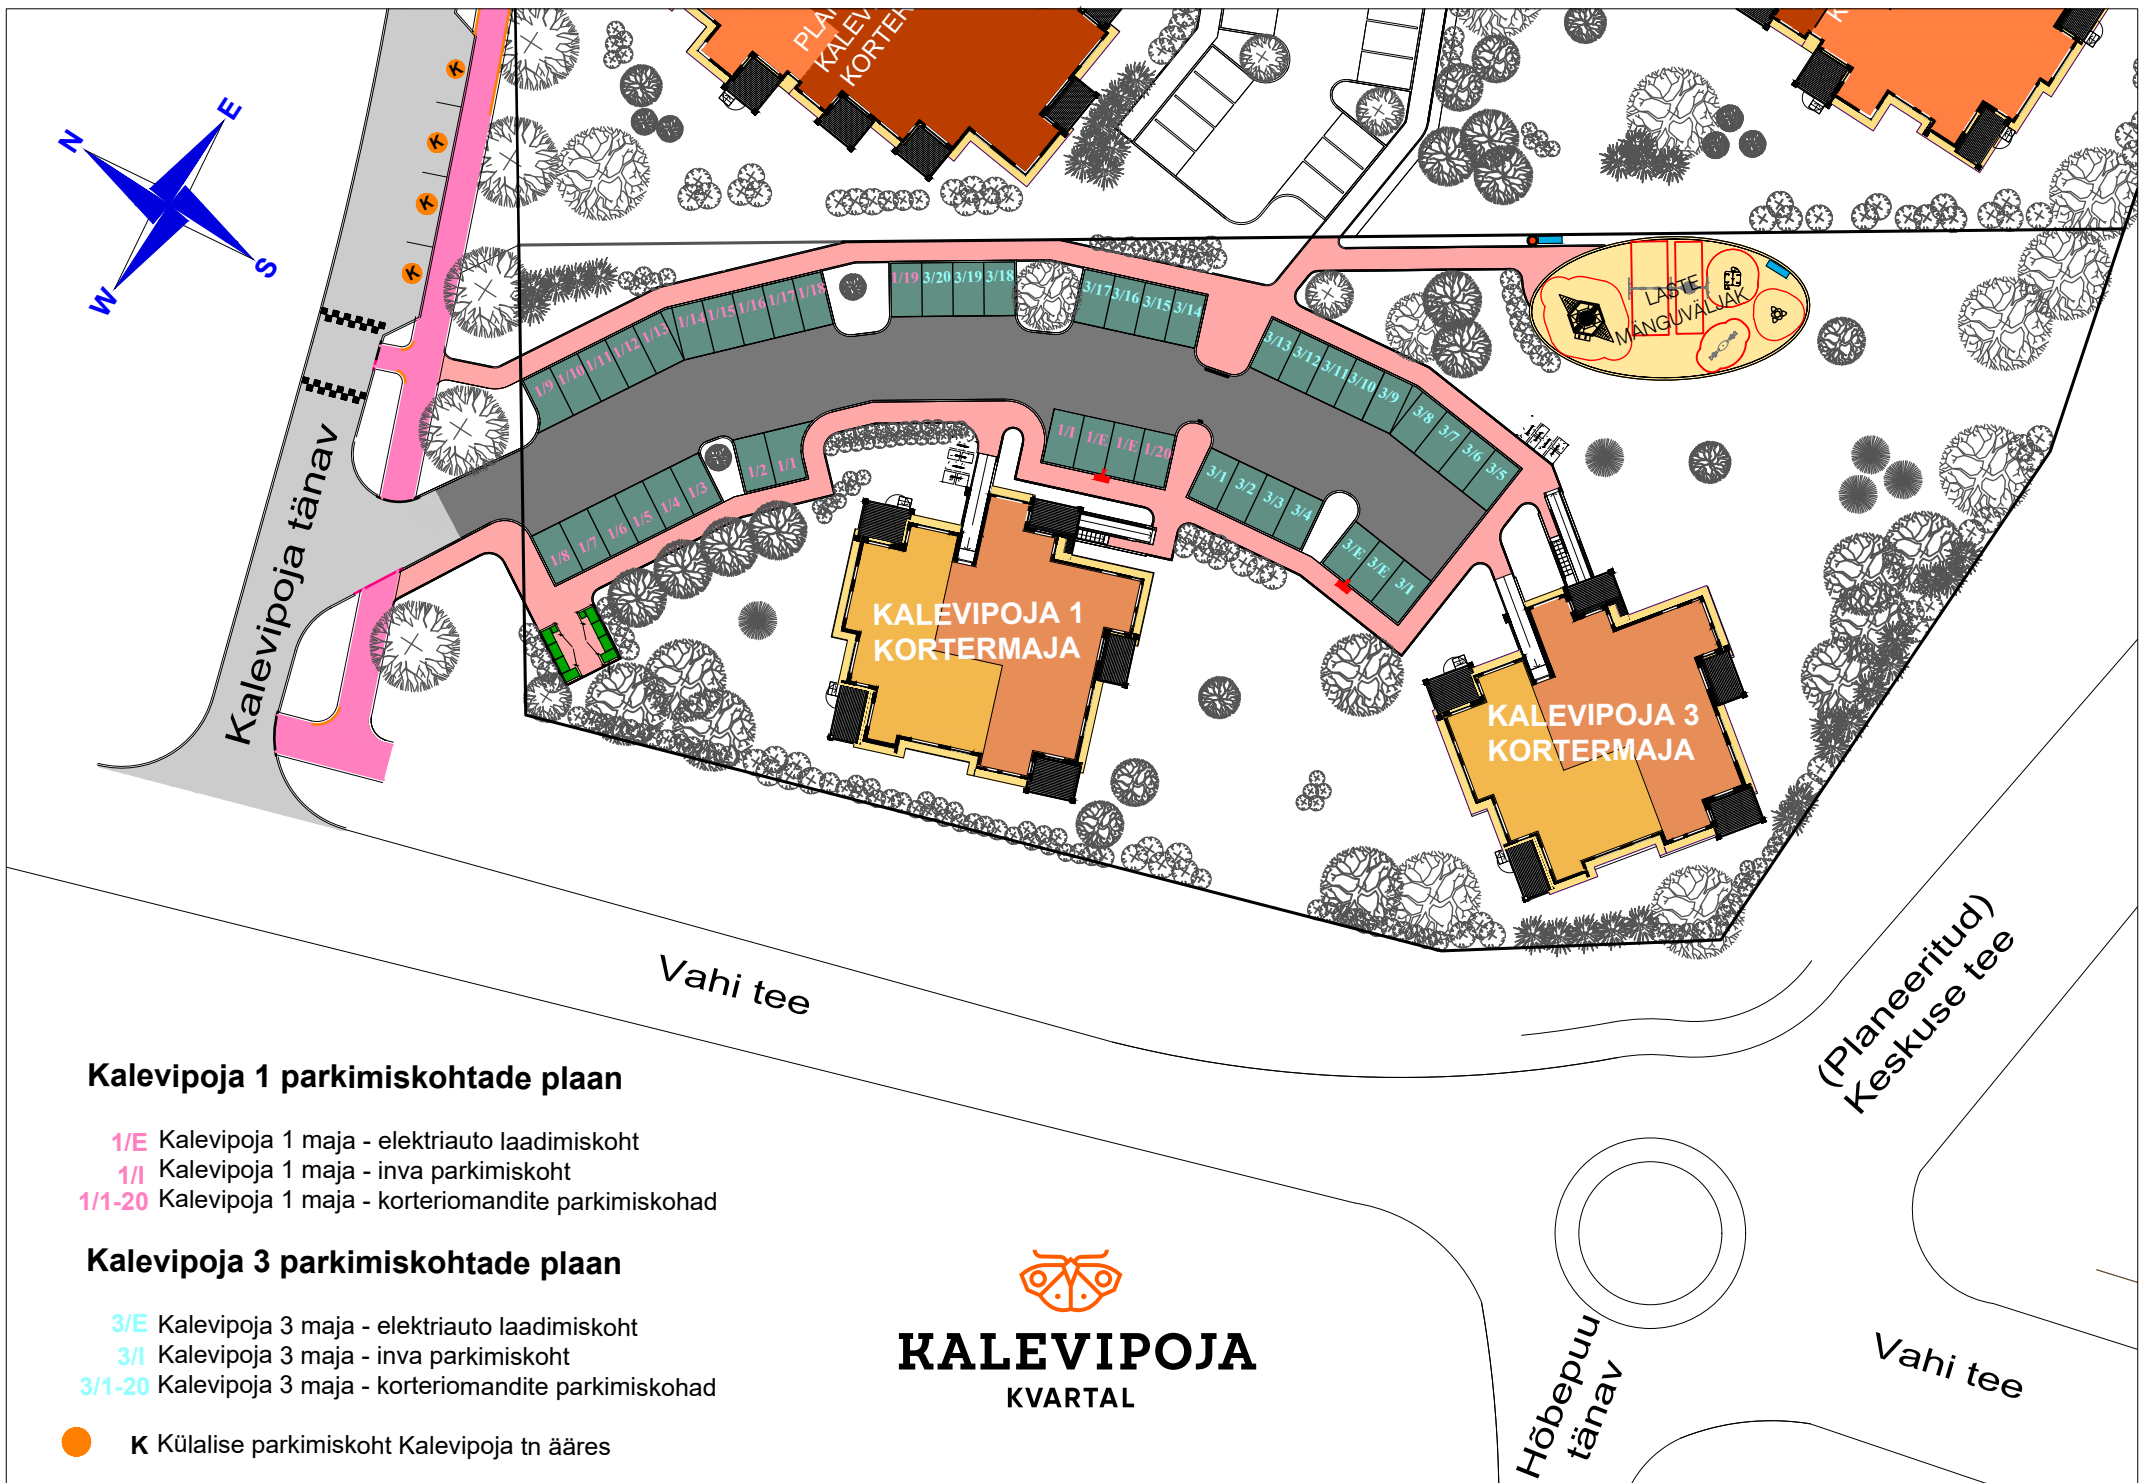 PLA
KALEV
KORTER
K
K
K
K
K
N
E
S
W
1/19
3/20
3/19
3/18
1/9
1/10
1/11
1/12
1/13
1/14
1/15
1/16
1/17
1/18
3/17
3/16
3/15
3/14
3/13
3/12
3/11
3/10
3/9
3/8
3/7
3/6
3/5
LASTE
MÄNGUVÄLJAK
1/8
1/7
1/6
1/5
1/4
1/3
1/2
1/1
1/I
1/E
1/E
1/20
3/1
3/2
3/3
3/4
3/E
3/E
3/I
Kalevipoja tänav
KALEVIPOJA 1
KORTERMAJA
KALEVIPOJA 3
KORTERMAJA
Vahi tee
(Planeeritud)
Keskuse tee
Kalevipoja 1 parkimiskohtade plaan
1/E Kalevipoja 1 maja - elektriauto laadimiskoht
1/I Kalevipoja 1 maja - inva parkimiskoht
1/1-20 Kalevipoja 1 maja - korteriomandite parkimiskohad
Kalevipoja 3 parkimiskohtade plaan
3/E Kalevipoja 3 maja - elektriauto laadimiskoht
3/I Kalevipoja 3 maja - inva parkimiskoht
3/1-20 Kalevipoja 3 maja - korteriomandite parkimiskohad
K Külalise parkimiskoht Kalevipoja tn ääres
KALEVIPOJA
KVARTAL
Hõbepuu
tänav
Vahi tee